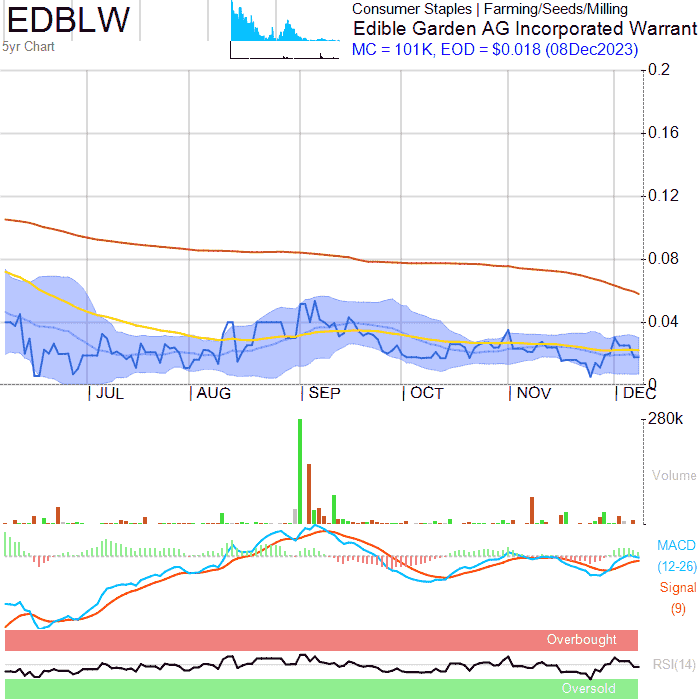 EDBLW
5yr Chart
Consumer Staples | Farming/Seeds/Milling
Edible Garden AG Incorporated Warrant
MC = 101K, EOD = $0.018 (08Dec2023)
0.2
0.16
0.12
0.08
0.04
0
JUL
AUG
SEP
OCT
NOV
DEC
280k
Volume
MACD
(12-26)
Signal
(9)
Overbought
RSI(14)
Oversold